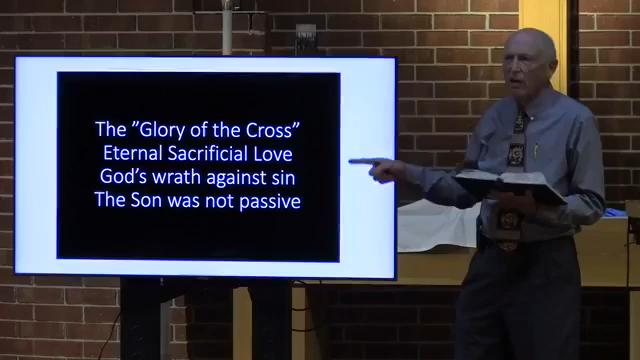 The ”Glory of the Cross”
Eternal Sacrificial Love
God’s wrath against sin
The Son was not passive